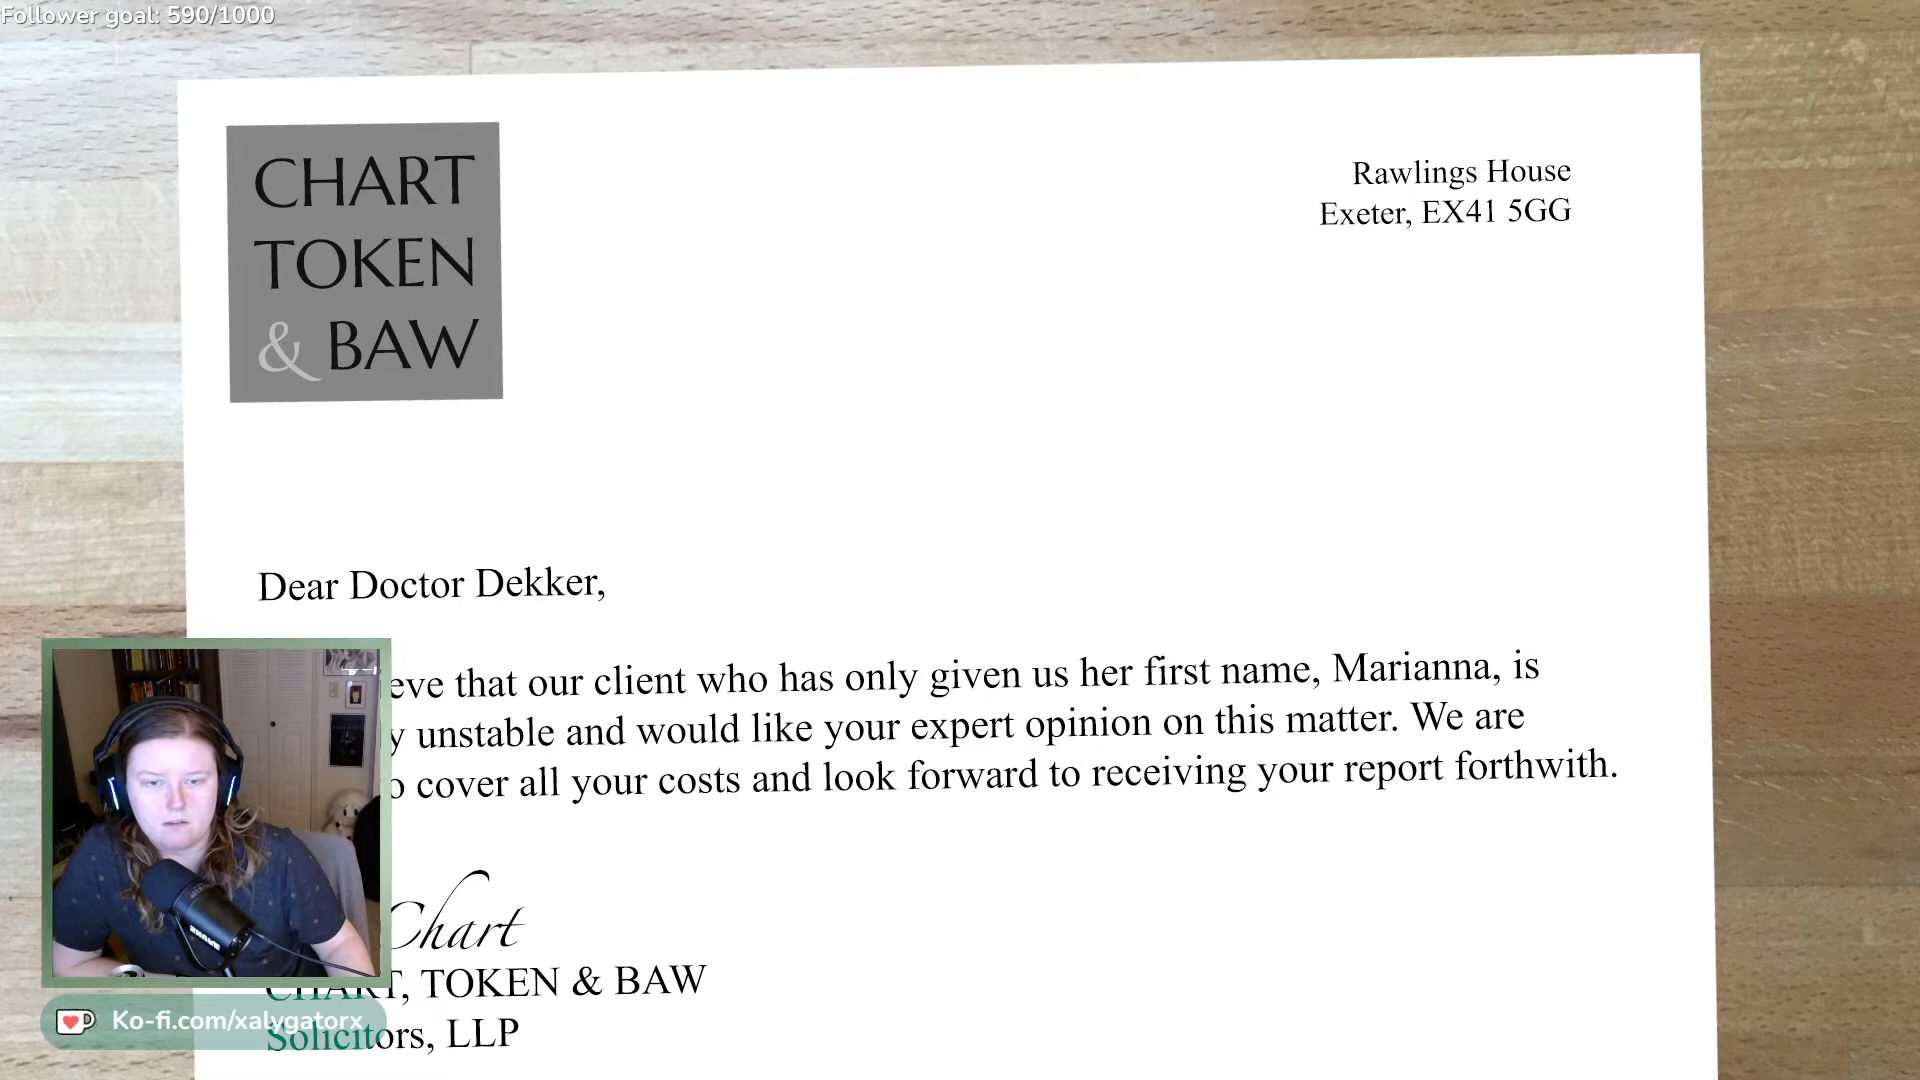 Follower goal: 590/1000
CHART
TOKEN
& BAW
Rawlings House
Exeter, EX41 5GG
Dear Doctor Dekker,
eve that our client who has only given us her first name, Marianna, is
y unstable and would like your expert opinion on this matter. We are
o cover all your costs and look forward to receiving your report forthwith.
Chart
CHART, TOKEN & BAW
Solicitors, LLP
Ko-fi.com/xalygatorx
SHURE